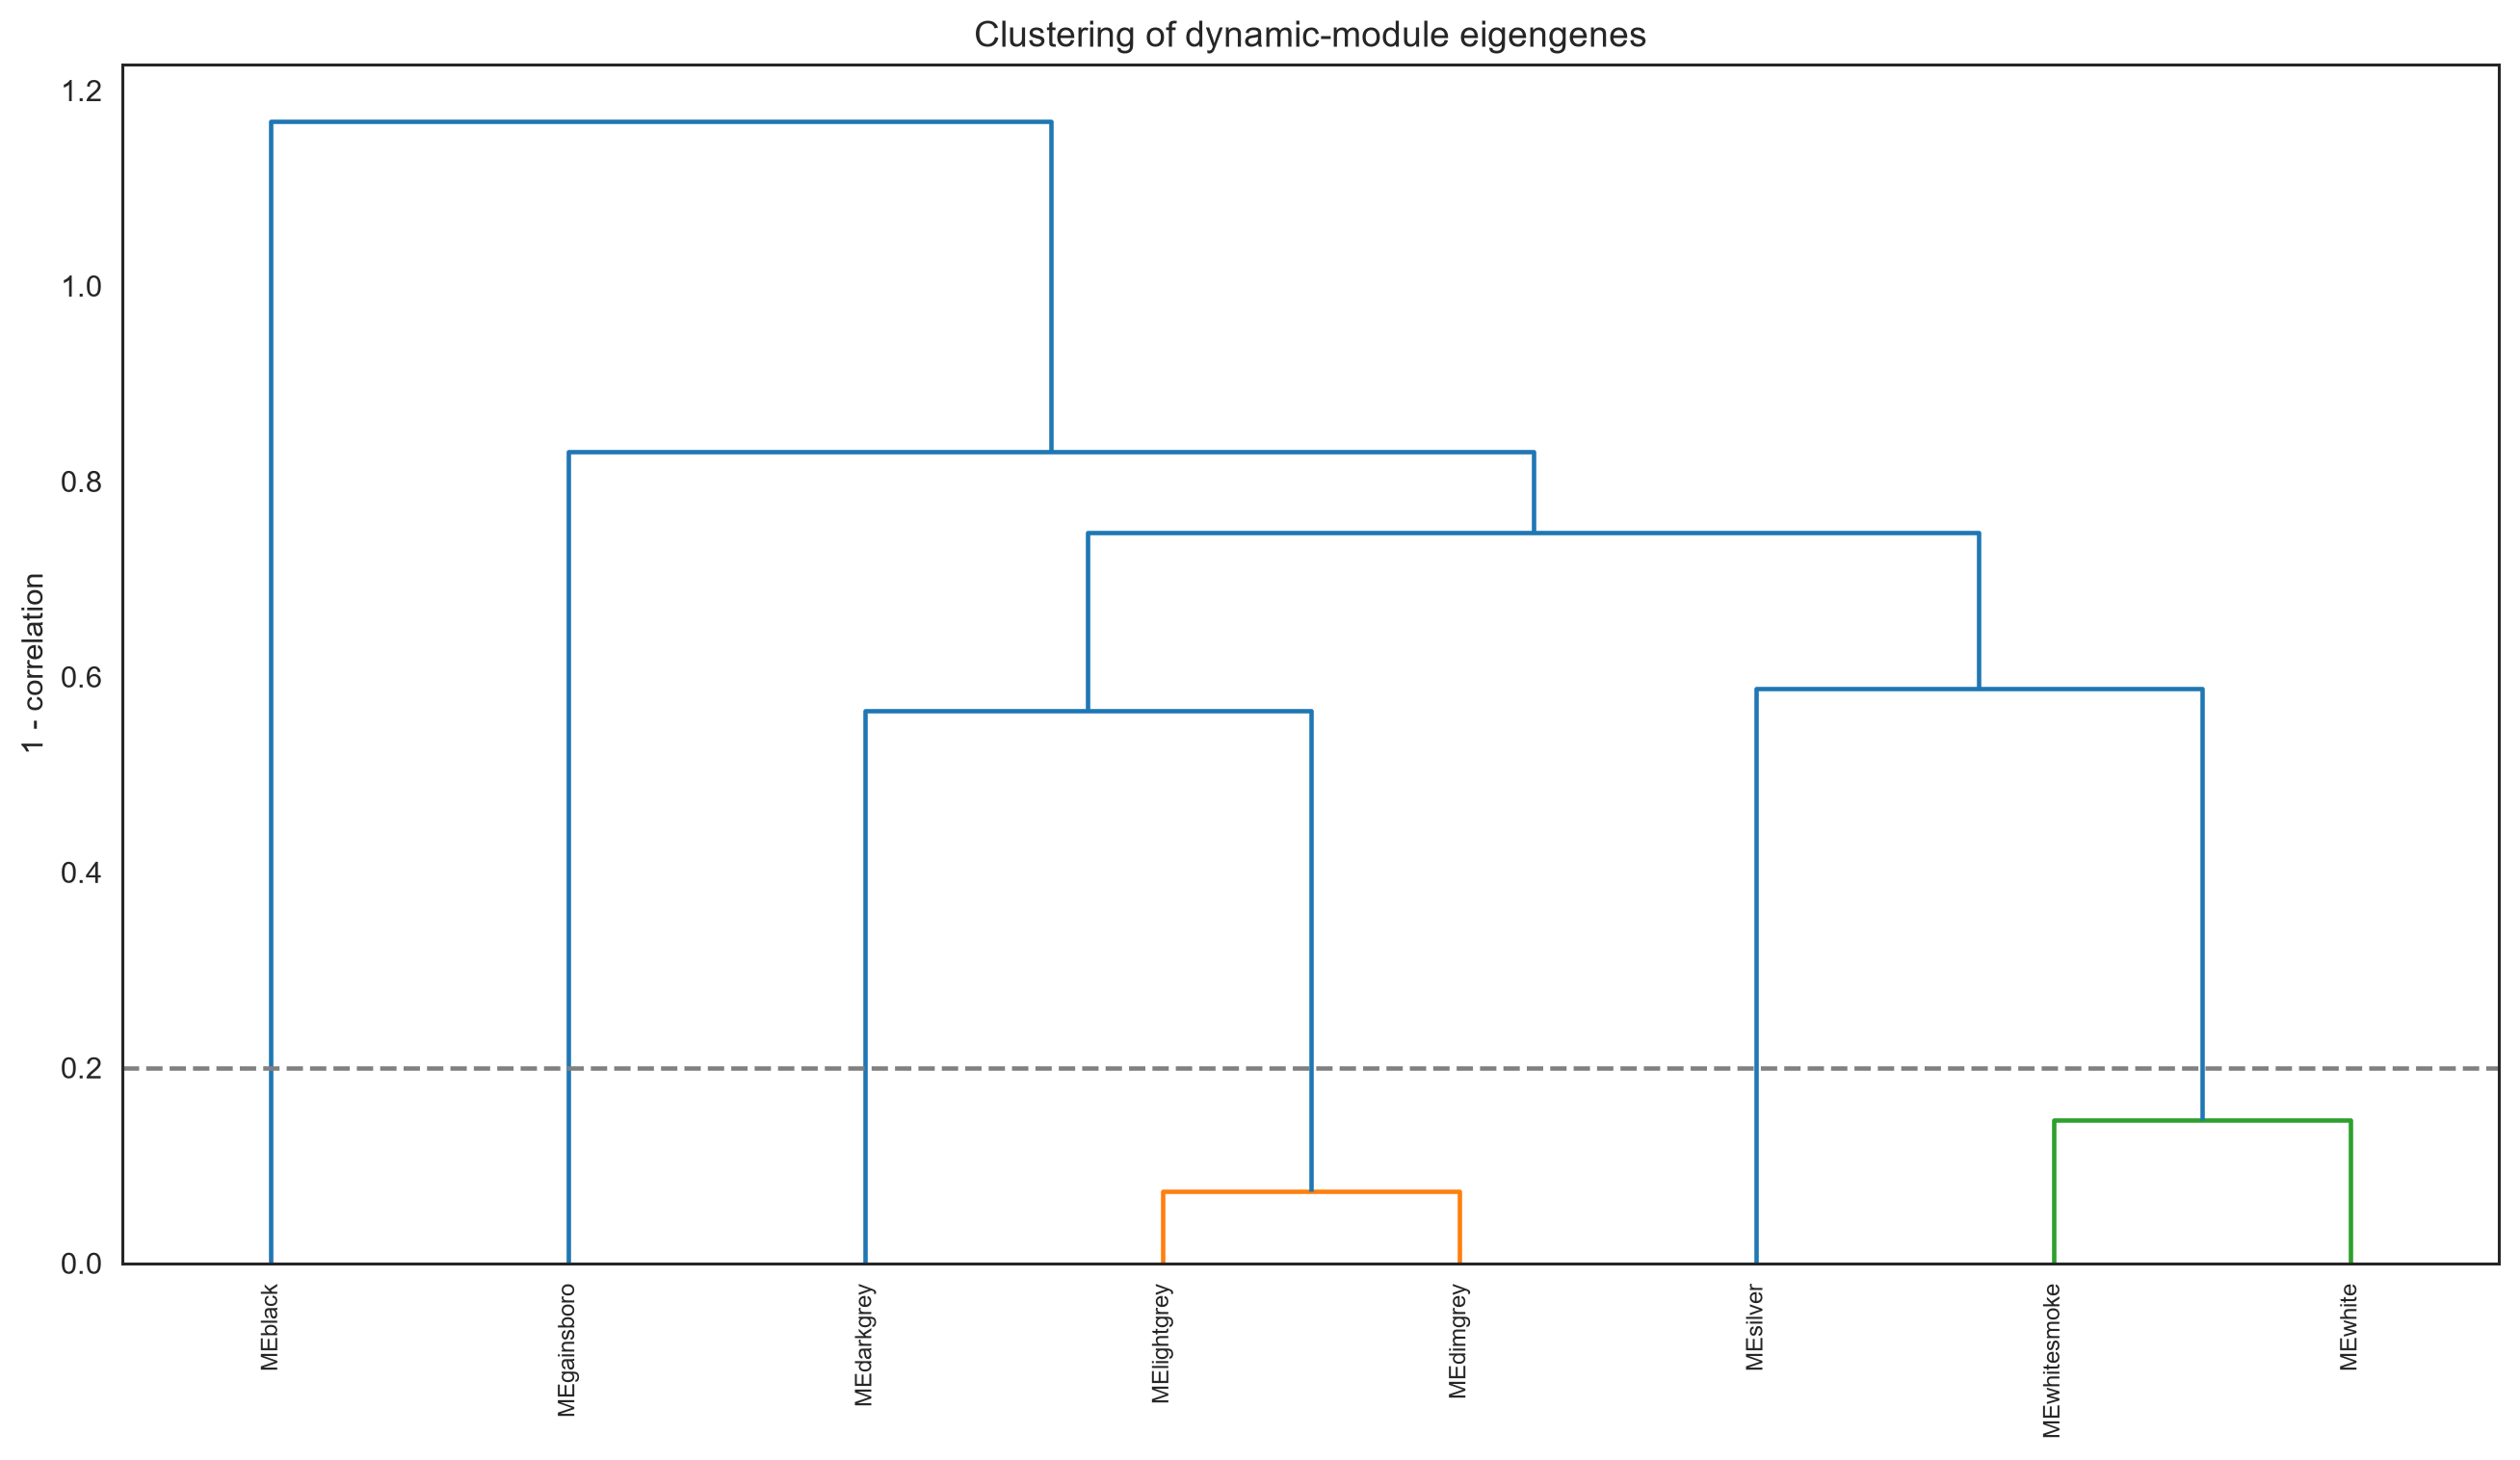 Clustering of dynamic-module eigengenes
1 - correlation
1.2
1.0
0.8
0.6
0.4
0.2
0.0
MEblack
MEgainsboro
MEdarkgrey
MElightgrey
MEdimgrey
MEsilver
MEwhitesmoke
MEwhite